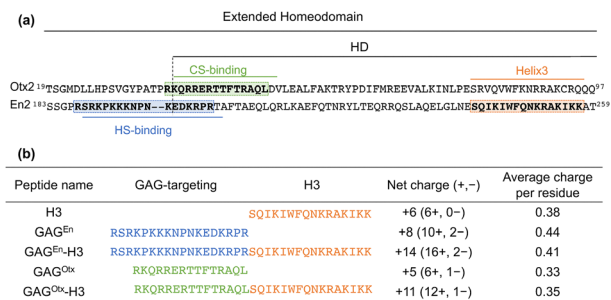 Extended Homeodomain
(a)
HD
CS-binding
Helix3
Otx2 19TSGMDLLHPSVGYPATPRKQRRERTTFTRAQLDVLEALFAKTRYPDIFMREEVALKINLPESRVQVWFKNRRAKCRQQQ97
En2 183SSGPRSRKPKKKNPN--KEDKRPRTAFTAEQLQRLKAEFQTNRYLTEQRRQSLAQELGLNESQIKIWFQNKRAKIKKAT259
HS-binding
(b)
Peptide name GAG-targeting H3 Net charge (+,−) Average charge per residue
H3 SQIKIWFQNKRAKIKK +6 (6+, 0−) 0.38
GAGEn RSRKPKKKNPNKEDKRPR +8 (10+, 2−) 0.44
GAGEn-H3 RSRKPKKKNPNKEDKRPRSQIKIWFQNKRAKIKK +14 (16+, 2−) 0.41
GAGOtx RKQRRERTTFTRAQL +5 (6+, 1−) 0.33
GAGOtx-H3 RKQRRERTTFTRAQLSQIKIWFQNKRAKIKK +11 (12+, 1−) 0.35